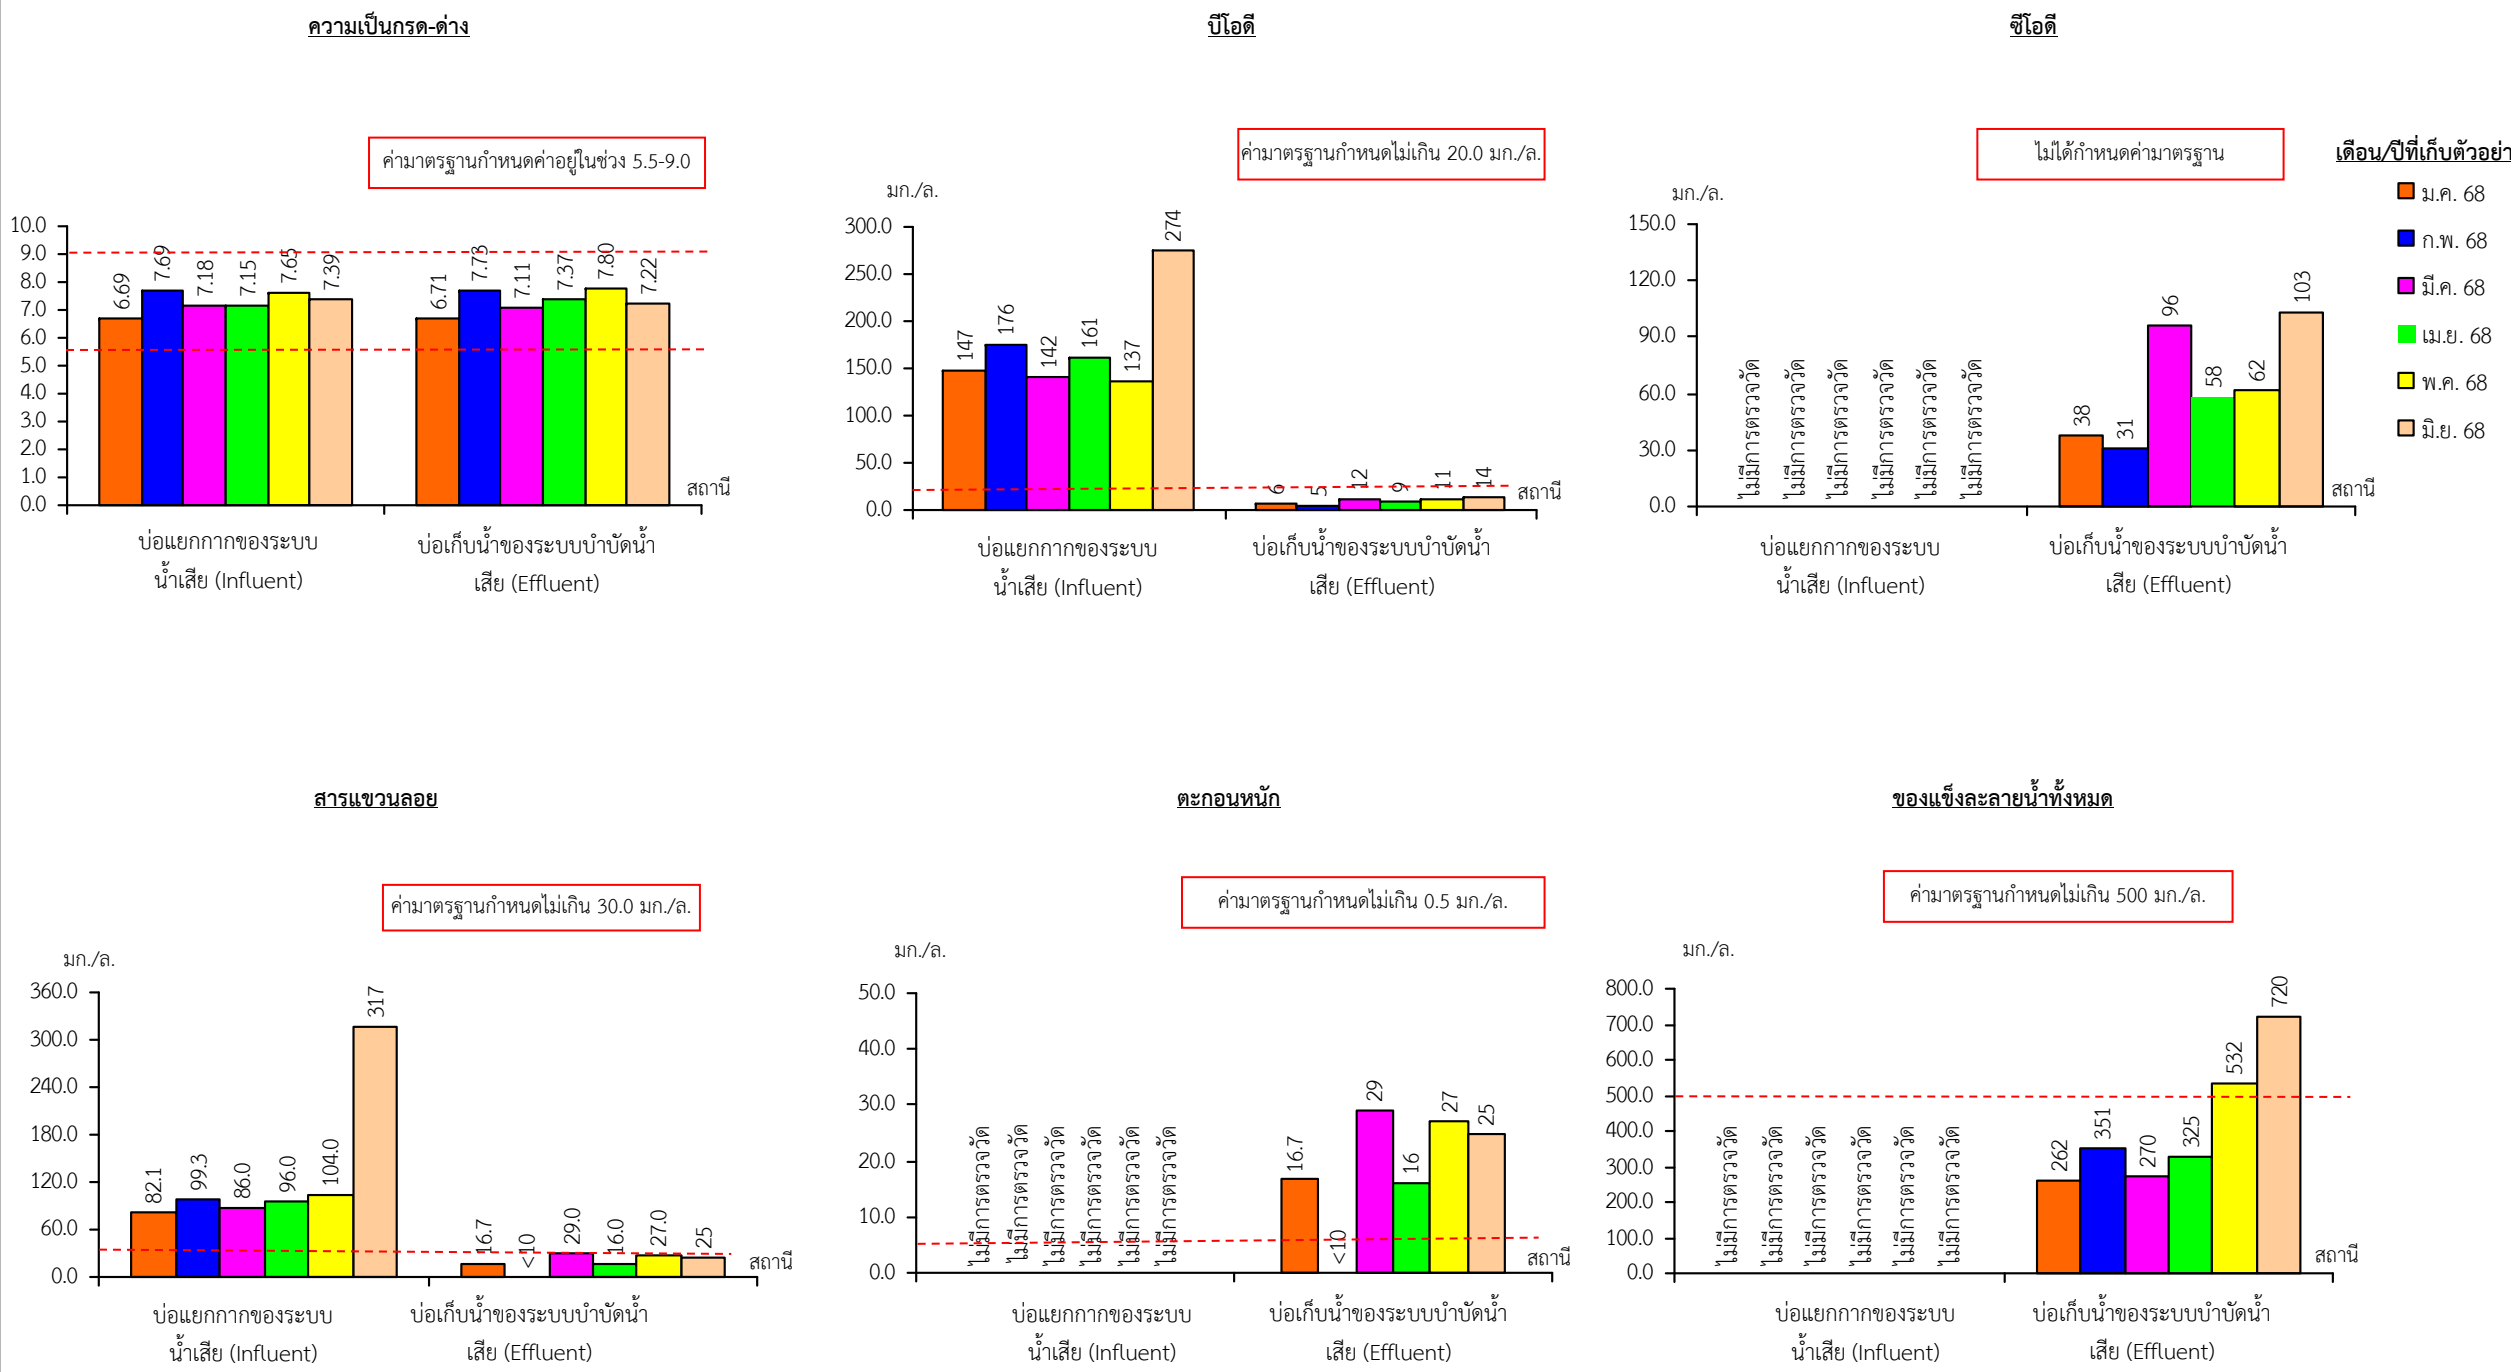 ความเป็นกรด-ด่าง
ค่ามาตรฐานกำหนดค่าอยู่ในช่วง 5.5-9.0
10.0
9.0
8.0
7.0
6.0
5.0
4.0
3.0
2.0
1.0
0.0
6.69
7.69
7.18
7.15
7.65
7.39
6.71
7.73
7.11
7.37
7.80
7.22
สถานี
บ่อแยกกากของระบบ
น้ำเสีย (Influent)
บ่อเก็บน้ำของระบบบำบัดน้ำ
เสีย (Effluent)
บีโอดี
ค่ามาตรฐานกำหนดไม่เกิน 20.0 มก./ล.
มก./ล.
300.0
250.0
200.0
150.0
100.0
50.0
0.0
147
176
142
161
137
274
6
5
12
9
11
14
สถานี
บ่อแยกกากของระบบ
น้ำเสีย (Influent)
บ่อเก็บน้ำของระบบบำบัดน้ำ
เสีย (Effluent)
ซีโอดี
ไม่ได้กำหนดค่ามาตรฐาน
มก./ล.
150.0
120.0
90.0
60.0
30.0
0.0
ไม่มีการตรวจวัด
ไม่มีการตรวจวัด
ไม่มีการตรวจวัด
ไม่มีการตรวจวัด
ไม่มีการตรวจวัด
ไม่มีการตรวจวัด
38
31
96
58
62
103
สถานี
บ่อแยกกากของระบบ
น้ำเสีย (Influent)
บ่อเก็บน้ำของระบบบำบัดน้ำ
เสีย (Effluent)
เดือน/ปีที่เก็บตัวอย่า
ม.ค. 68
ก.พ. 68
มี.ค. 68
เม.ย. 68
พ.ค. 68
มิ.ย. 68
สารแขวนลอย
ค่ามาตรฐานกำหนดไม่เกิน 30.0 มก./ล.
มก./ล.
360.0
300.0
240.0
180.0
120.0
60.0
0.0
82.1
99.3
86.0
96.0
104.0
317
16.7
<10
29.0
16.0
27.0
25
สถานี
บ่อแยกกากของระบบ
น้ำเสีย (Influent)
บ่อเก็บน้ำของระบบบำบัดน้ำ
เสีย (Effluent)
ตะกอนหนัก
ค่ามาตรฐานกำหนดไม่เกิน 0.5 มก./ล.
มก./ล.
50.0
40.0
30.0
20.0
10.0
0.0
ไม่มีการตรวจวัด
ไม่มีการตรวจวัด
ไม่มีการตรวจวัด
ไม่มีการตรวจวัด
ไม่มีการตรวจวัด
ไม่มีการตรวจวัด
16.7
<10
29
16
27
25
สถานี
บ่อแยกกากของระบบ
น้ำเสีย (Influent)
บ่อเก็บน้ำของระบบบำบัดน้ำ
เสีย (Effluent)
ของแข็งละลายน้ำทั้งหมด
ค่ามาตรฐานกำหนดไม่เกิน 500 มก./ล.
มก./ล.
800.0
700.0
600.0
500.0
400.0
300.0
200.0
100.0
0.0
ไม่มีการตรวจวัด
ไม่มีการตรวจวัด
ไม่มีการตรวจวัด
ไม่มีการตรวจวัด
ไม่มีการตรวจวัด
ไม่มีการตรวจวัด
262
351
270
325
532
720
สถานี
บ่อแยกกากของระบบ
น้ำเสีย (Influent)
บ่อเก็บน้ำของระบบบำบัดน้ำ
เสีย (Effluent)